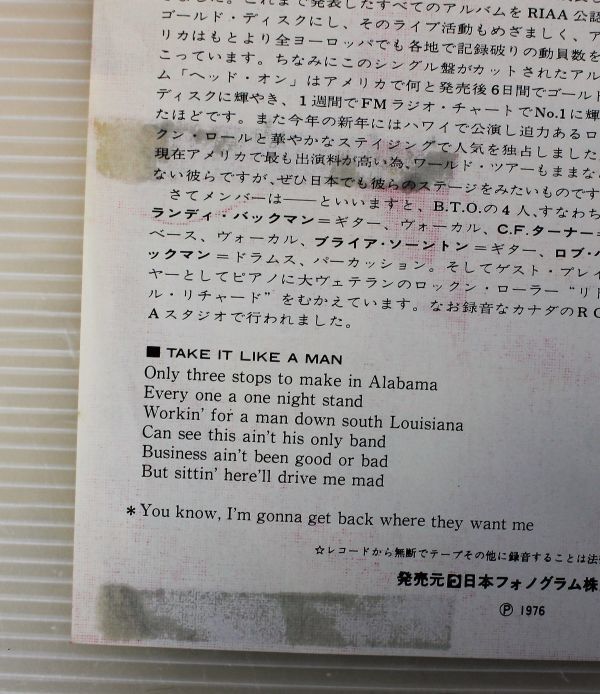 ました。これまで発表したすべてのアルバムをRIAA公認
ゴールド・ディスクにし、そのライブ活動もめざましく、ア
リカはもとより全ヨーロッパでも各地で記録破りの動員数を
こっています。ちなみにこのシングル盤がカットされたアル
ム「ヘッド・オン」はアメリカで何と発売後6日間でゴールド
ディスクに輝やき、1週間でFMラジオ・チャートでNo.1に輝
たほどです。また今年の新年にはハワイで公演し迫力あるロ
クン・ロールと華やかなステイジングで人気を独占しました
現在アメリカで最も出演料が高い為、ワールド・ツアーもままな
ない彼らですが、ぜひ日本でも彼らのステージをみたいものです
さてメンバーは──といいますと、B.T.O.の4人、すなわち
ランディ・バックマン=ギター、ヴォーカル、C.F.ターナー=
ベース、ヴォーカル、ブライア・ソーントン=ギター、ロブ・バ
ックマン=ドラムス、パーカッション。そしてゲスト・プレイ
ヤーとしてピアノに大ヴェテランのロックン・ローラー“リト
ル・リチャード”をむかえています。なお録音なカナダのRC
Aスタジオで行われました。
■ TAKE IT LIKE A MAN
Only three stops to make in Alabama
Every one a one night stand
Workin' for a man down south Louisiana
Can see this ain't his only band
Business ain't been good or bad
But sittin' here'll drive me mad
*You know, I'm gonna get back where they want me
☆レコードから無断でテープその他に録音することは法
発売元 日本フォノグラム株
Ⓟ 1976